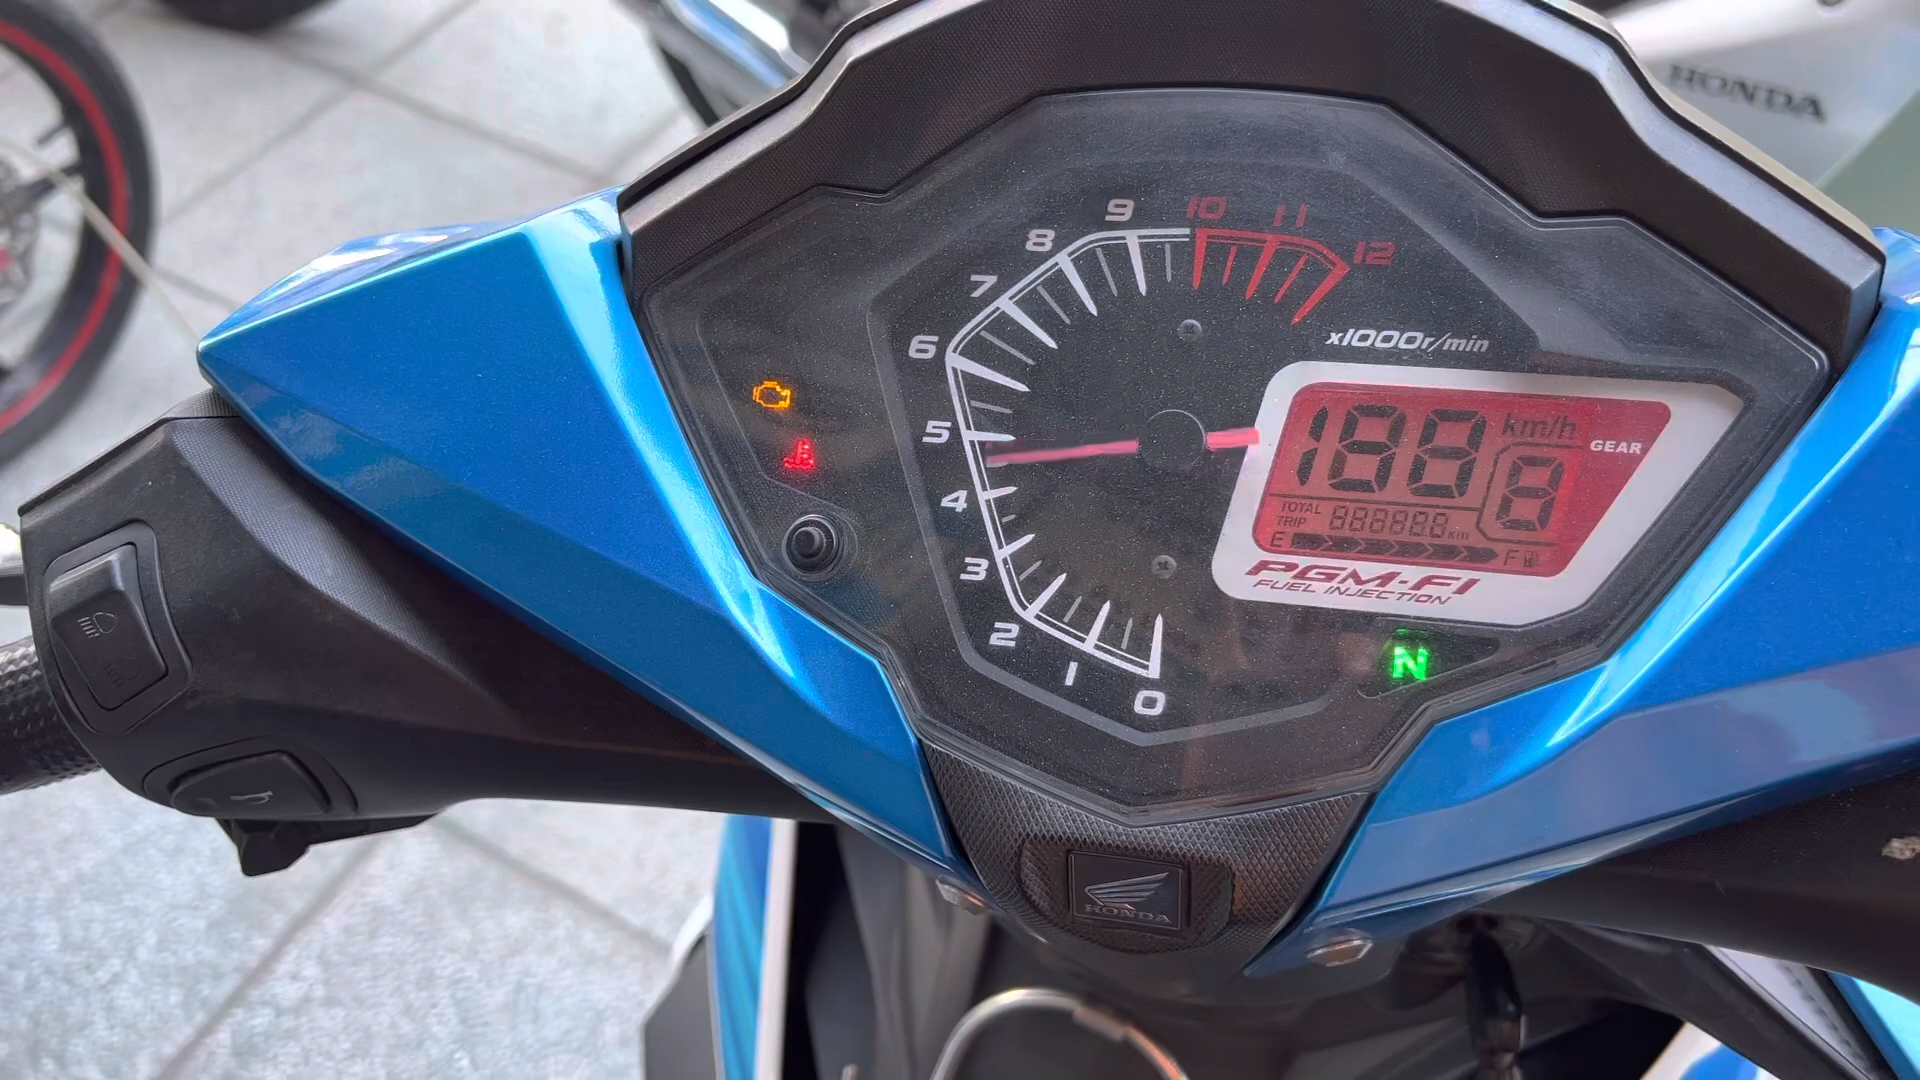 HONDA
9 10 11
8 12
7
x1000r/min
6
188 km/h
GEAR
5
8
4
TOTAL
TRIP 888888 km
E F
3
PGM-FI
FUEL INJECTION
2
N
1
0
HONDA